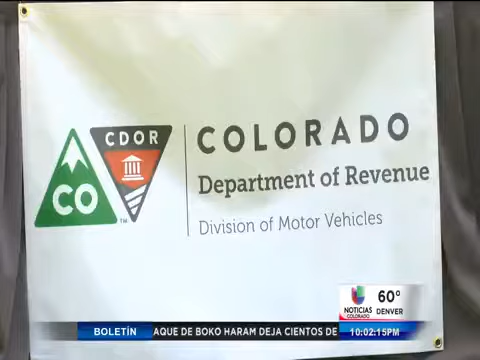 CDOR
CO
TM
COLORADO
Department of Revenue
Division of Motor Vehicles
NOTICIAS
COLORADO
60°
DENVER
BOLETÍN
AQUE DE BOKO HARAM DEJA CIENTOS DE
10:02:15PM